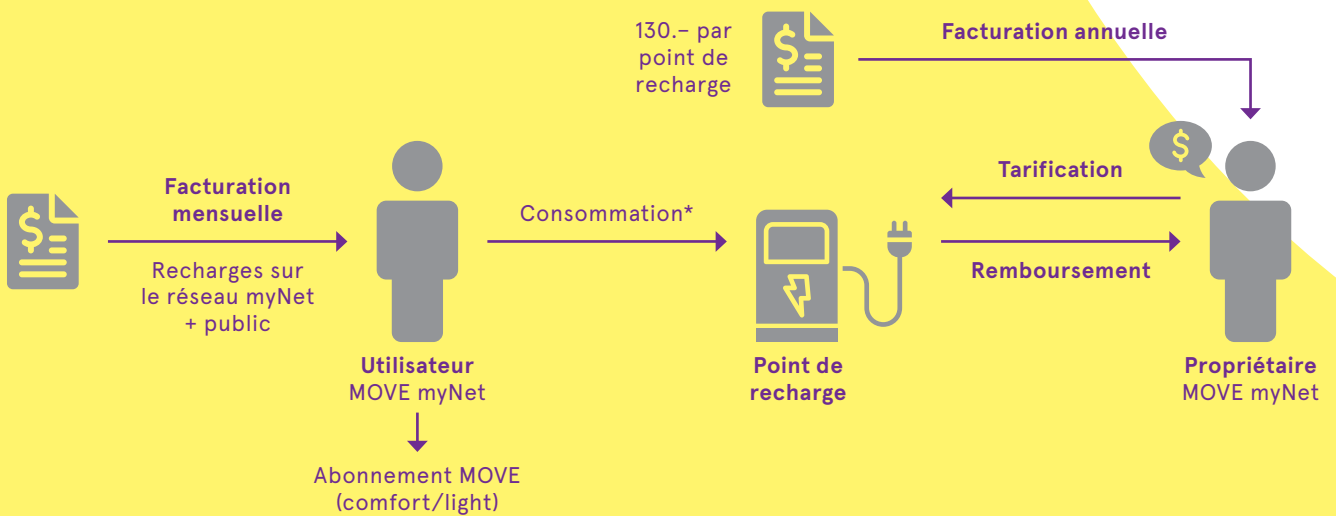 130.– par
point de
recharge
Facturation annuelle
Facturation
mensuelle
Recharges sur
le réseau myNet
+ public
Consommation*
Tarification
Remboursement
Utilisateur
MOVE myNet
Point de
recharge
Propriétaire
MOVE myNet
Abonnement MOVE
(comfort/light)